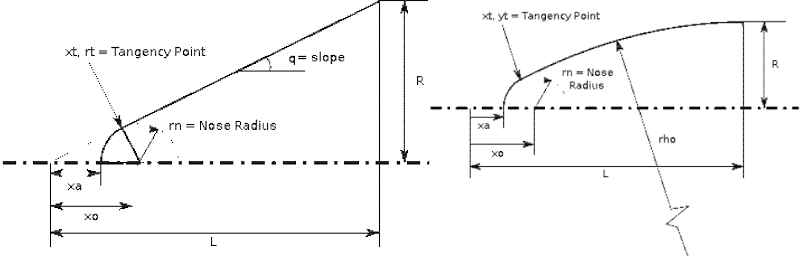 xt, rt = Tangency Point
q= slope
R
rn = Nose Radius
xa
xo
L
xt, yt = Tangency Point
rn = Nose
Radius
R
xa
xo
rho
L